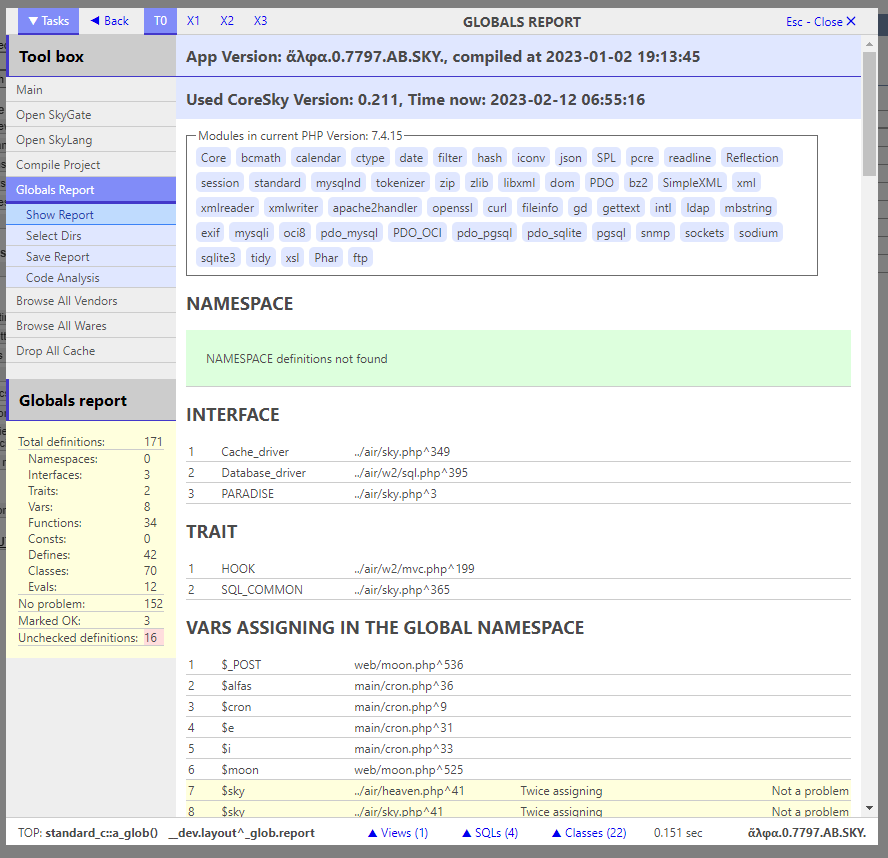 ▼ Tasks ◀ Back T0 X1 X2 X3 GLOBALS REPORT Esc - Close ✕
Tool box
Main
Open SkyGate
Open SkyLang
Compile Project
Globals Report
Show Report
Select Dirs
Save Report
Code Analysis
Browse All Vendors
Browse All Wares
Drop All Cache
Globals report
Total definitions: 171
Namespaces: 0
Interfaces: 3
Traits: 2
Vars: 8
Functions: 34
Consts: 0
Defines: 42
Classes: 70
Evals: 12
No problem: 152
Marked OK: 3
Unchecked definitions: 16
App Version: ἄλφα.0.7797.AB.SKY., compiled at 2023-01-02 19:13:45
Used CoreSky Version: 0.211, Time now: 2023-02-12 06:55:16
Modules in current PHP Version: 7.4.15
Core bcmath calendar ctype date filter hash iconv json SPL pcre readline Reflection
session standard mysqlnd tokenizer zip zlib libxml dom PDO bz2 SimpleXML xml
xmlreader xmlwriter apache2handler openssl curl fileinfo gd gettext intl ldap mbstring
exif mysqli oci8 pdo_mysql PDO_OCI pdo_pgsql pdo_sqlite pgsql snmp sockets sodium
sqlite3 tidy xsl Phar ftp
NAMESPACE
NAMESPACE definitions not found
INTERFACE
1 Cache_driver ../air/sky.php^349
2 Database_driver ../air/w2/sql.php^395
3 PARADISE ../air/sky.php^3
TRAIT
1 HOOK ../air/w2/mvc.php^199
2 SQL_COMMON ../air/sky.php^365
VARS ASSIGNING IN THE GLOBAL NAMESPACE
1 $_POST web/moon.php^536
2 $alfas main/cron.php^36
3 $cron main/cron.php^9
4 $e main/cron.php^31
5 $i main/cron.php^33
6 $moon web/moon.php^525
7 $sky ../air/heaven.php^41 Twice assigning Not a problem
8 $sky ../air/sky.php^41 Twice assigning Not a problem
TOP: standard_c::a_glob() __dev.layout^_glob.report ▲ Views (1) ▲ SQLs (4) ▲ Classes (22) 0.151 sec ἄλφα.0.7797.AB.SKY.